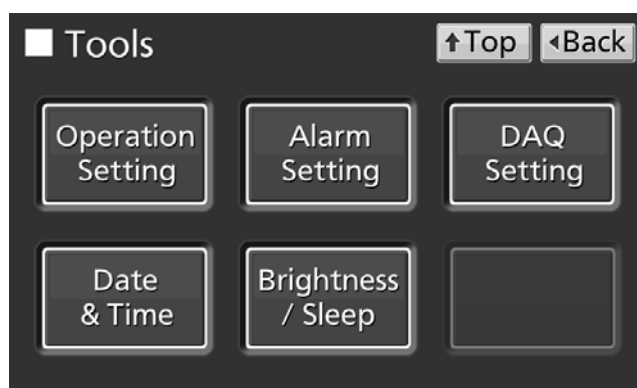 Tools
Top
Back
Operation
Setting
Alarm
Setting
DAQ
Setting
Date
& Time
Brightness
/ Sleep